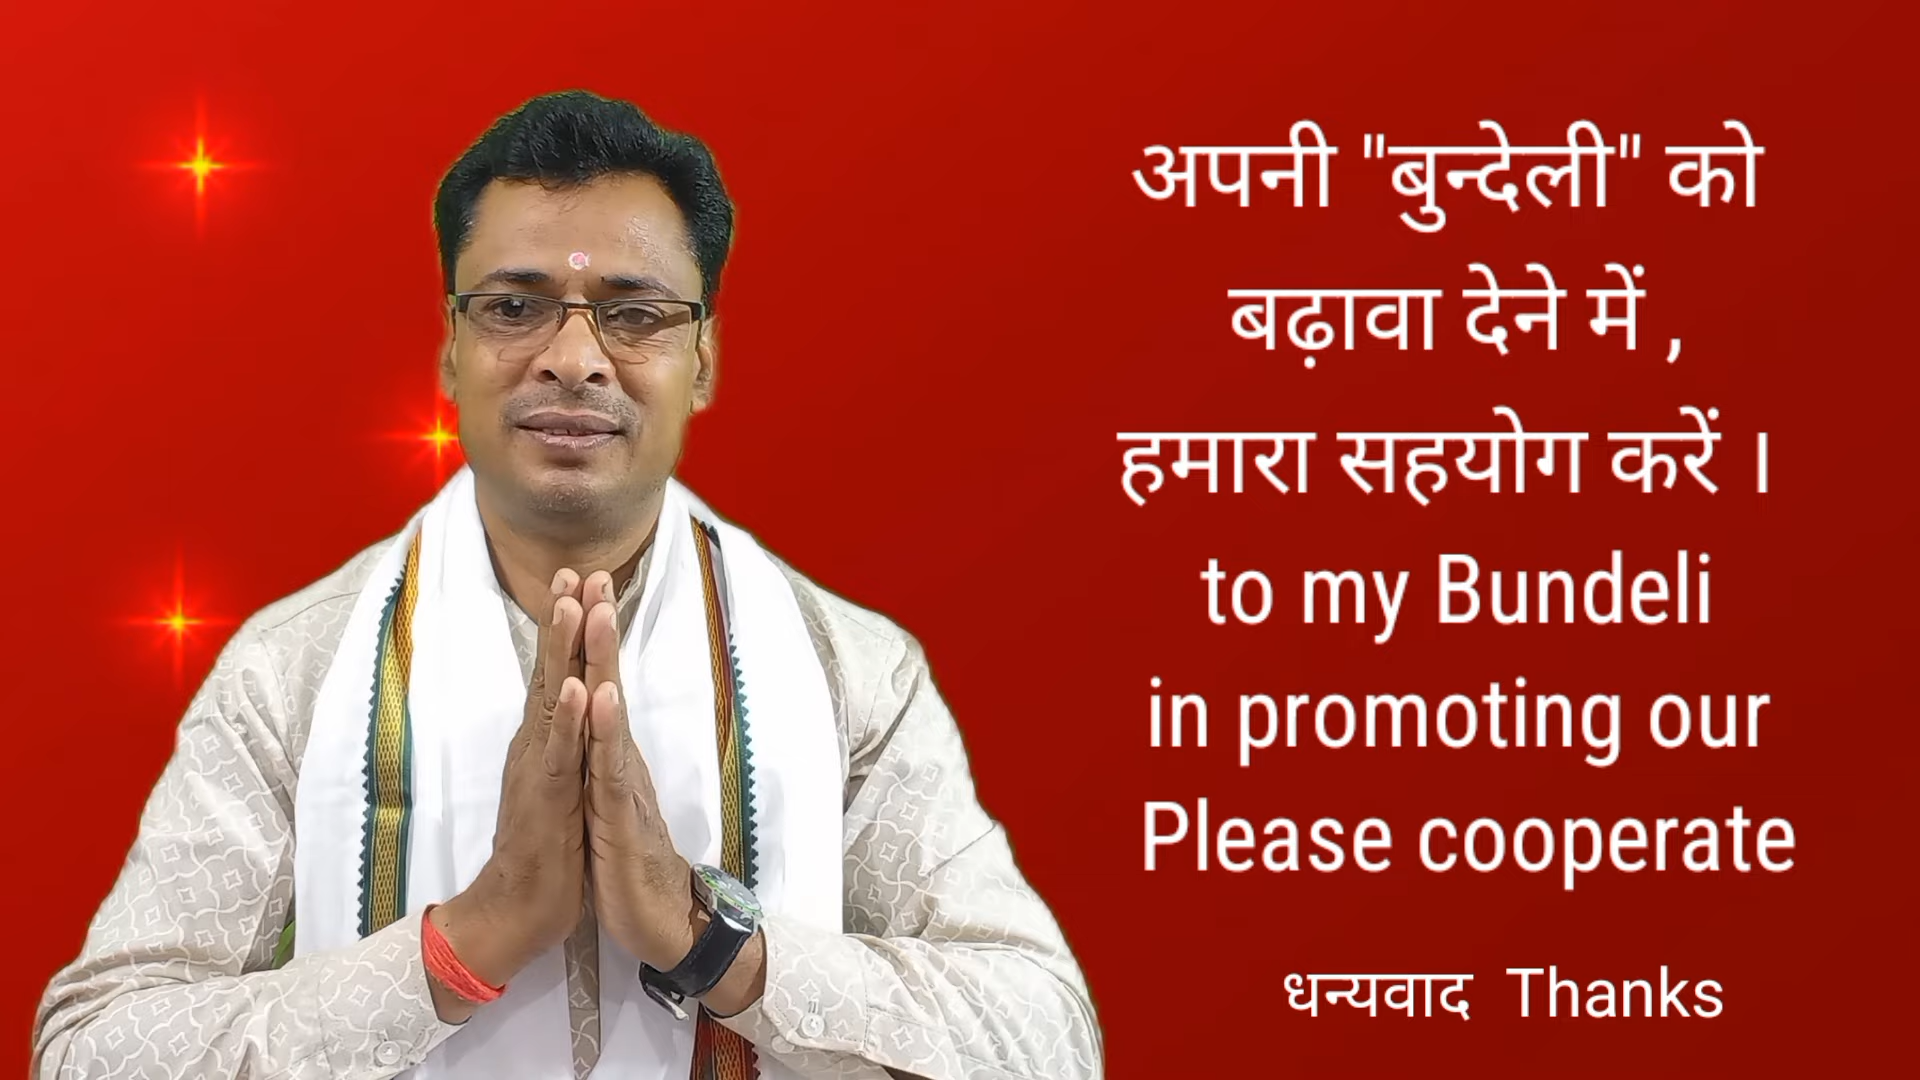 अपनी "बुन्देली" को
बढ़ावा देने में ,
हमारा सहयोग करें ।
to my Bundeli
in promoting our
Please cooperate
धन्यवाद Thanks